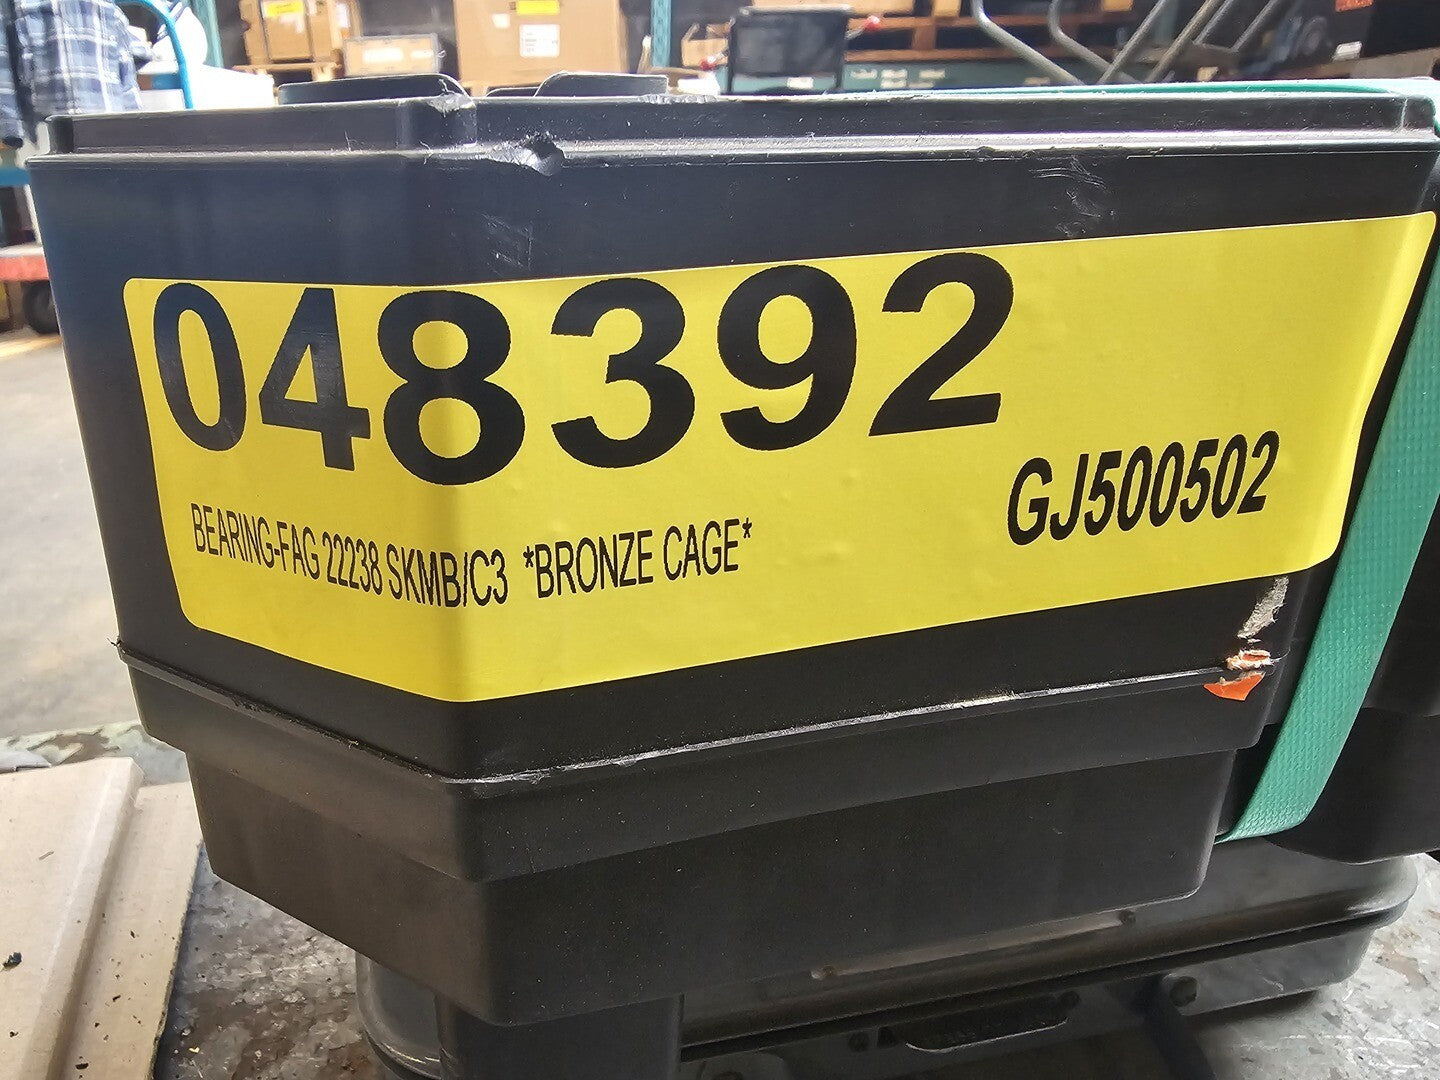 048392
GJ500502
BEARING-FAG 22238 SKMB/C3 *BRONZE CAGE*